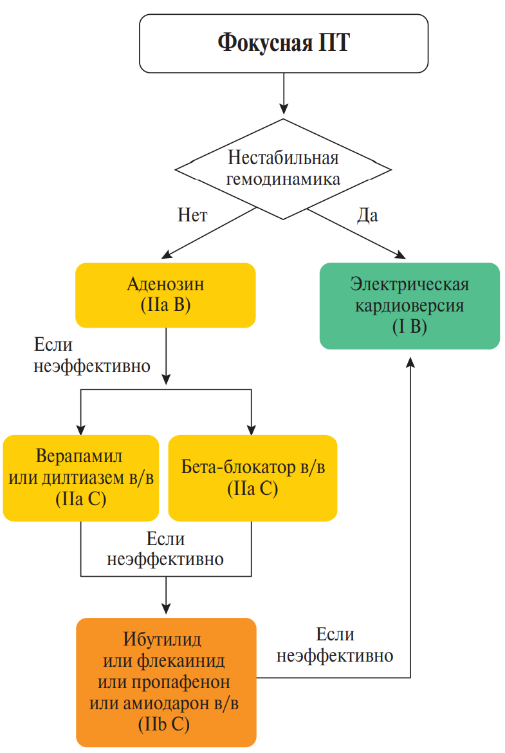 Фокусная ПТ
Нестабильная
гемодинамика
Нет
Да
Аденозин
(IIa B)
Электрическая
кардиоверсия
(I B)
Если
неэффективно
Верапамил
или дилтиазем в/в
(IIa C)
Бета-блокатор в/в
(IIa C)
Если
неэффективно
Ибутилид
или флекаинид
или пропафенон
или амиодарон в/в
(IIb C)
Если
неэффективно